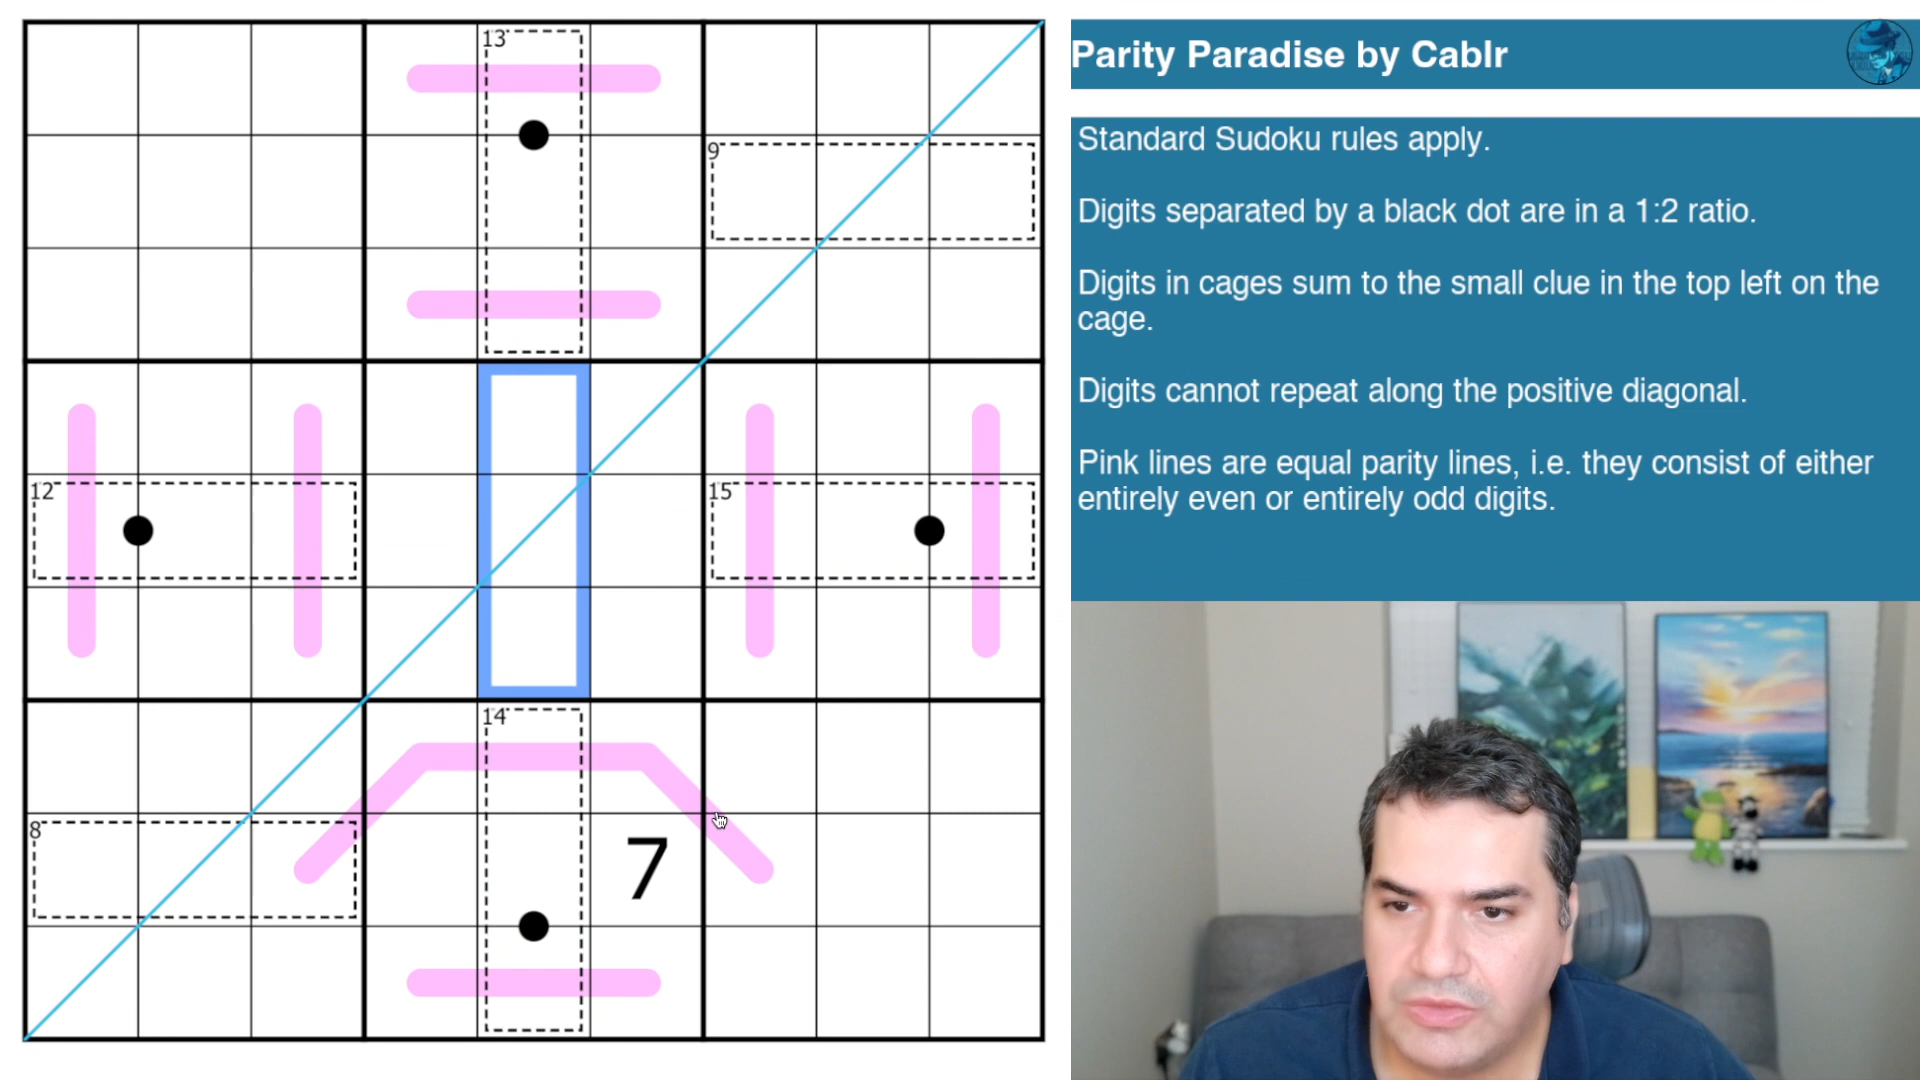 Parity Paradise by Cablr
Standard Sudoku rules apply.
Digits separated by a black dot are in a 1:2 ratio.
Digits in cages sum to the small clue in the top left on the
cage.
Digits cannot repeat along the positive diagonal.
Pink lines are equal parity lines, i.e. they consist of either
entirely even or entirely odd digits.
13
9
12
15
14
8
7